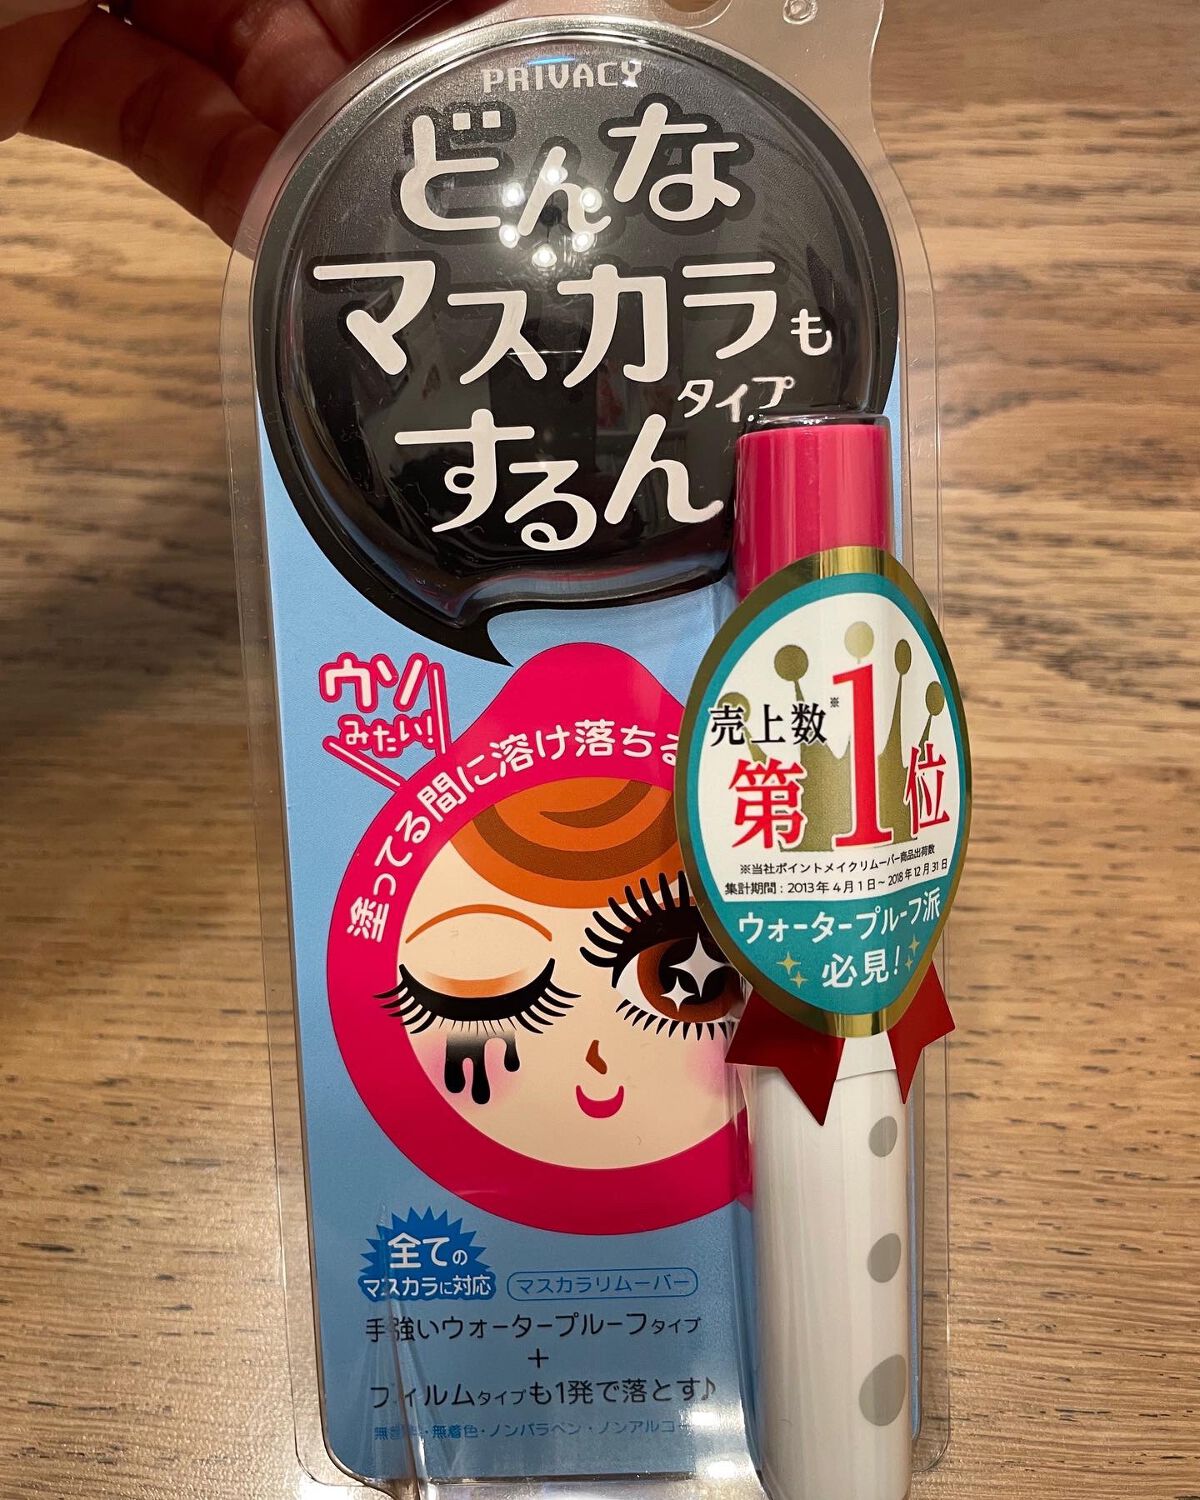 PRIVACY
どんな
マスカラも
タイプ
するん
ウソ
みたい!
塗ってる間に溶け落ちる
売上数※
第1位
※当社ポイントメイクリムーバー商品出荷数
集計期間:2013年4月1日~2018年12月31日
ウォータープルーフ派
必見!
全ての
マスカラに対応
マスカラリムーバー
手強いウォータープルーフタイプ
+
フィルムタイプも1発で落とす♪
無着色・ノンパラベン・ノンアルコー